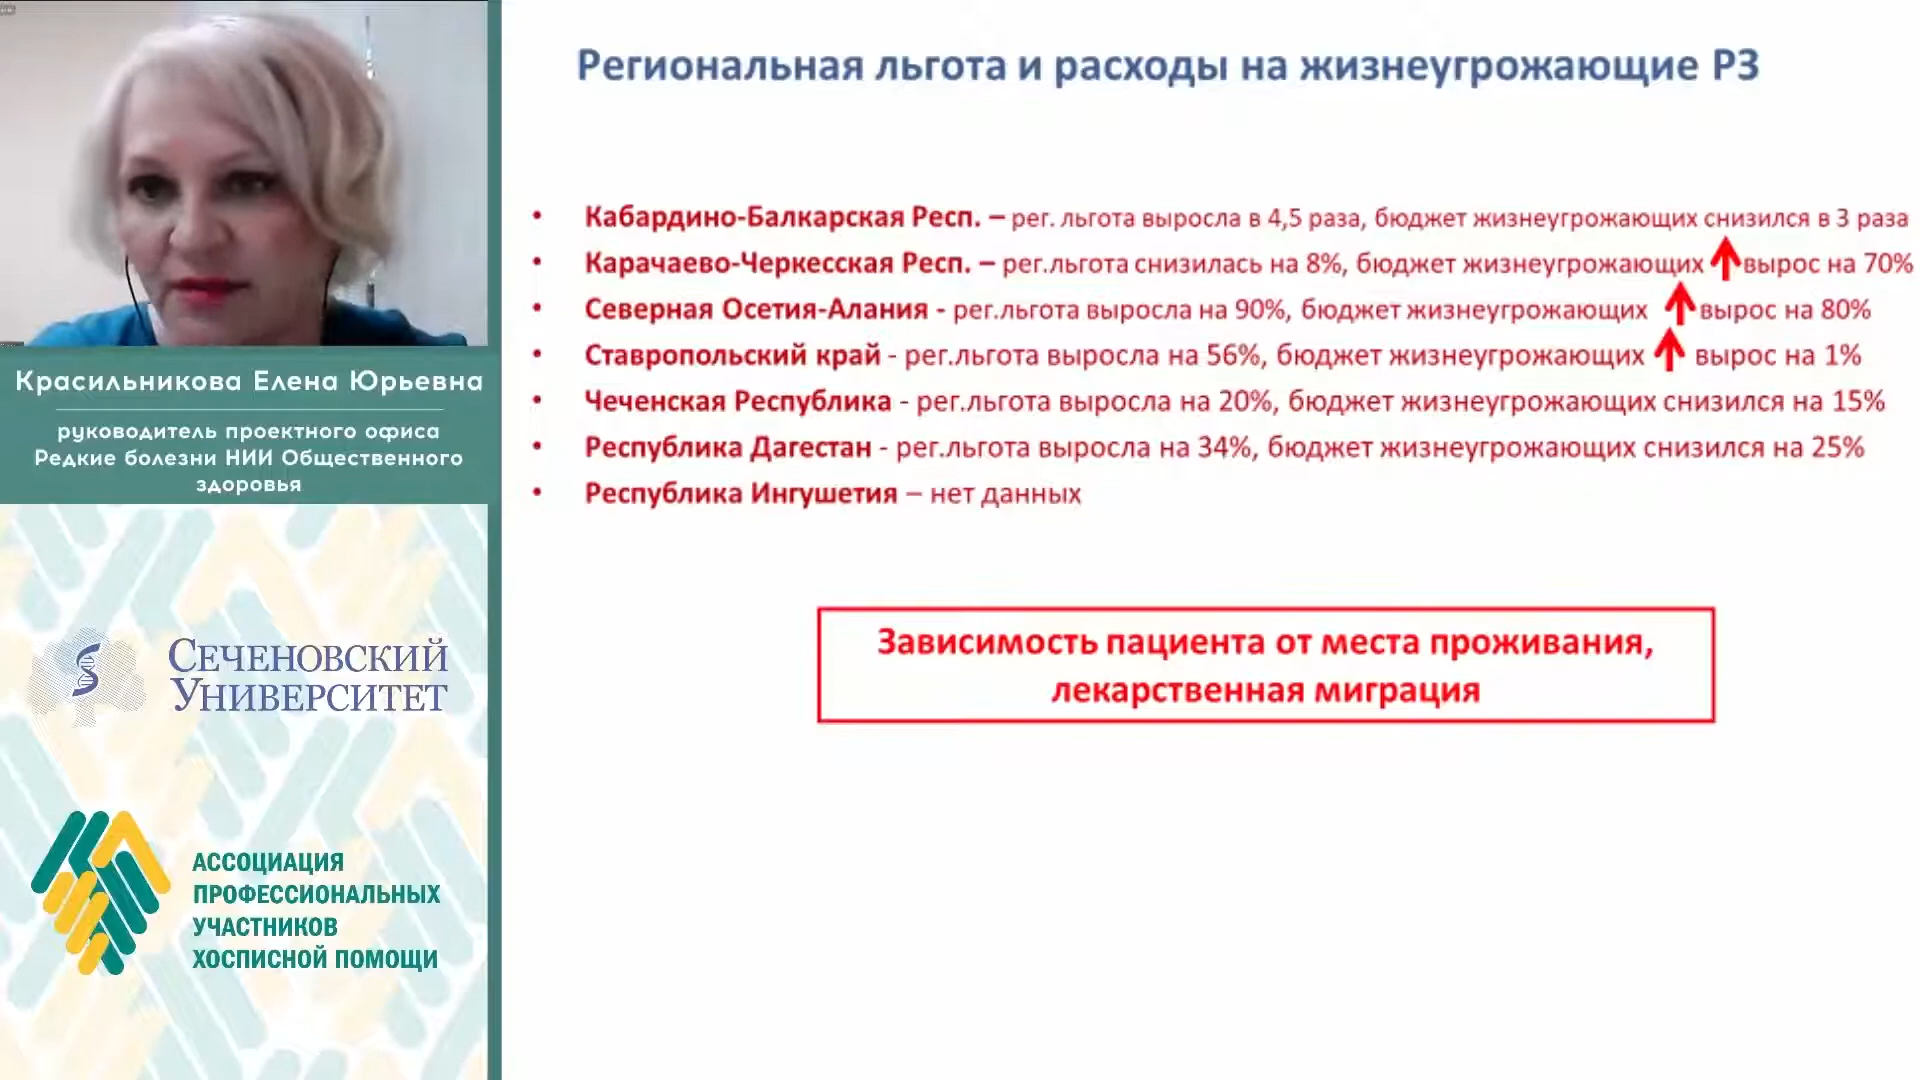 Красильникова Елена Юрьевна
руководитель проектного офиса
Редкие болезни НИИ Общественного
здоровья
СЕЧЕНОВСКИЙ
УНИВЕРСИТЕТ
АССОЦИАЦИЯ
ПРОФЕССИОНАЛЬНЫХ
УЧАСТНИКОВ
ХОСПИСНОЙ ПОМОЩИ
Региональная льгота и расходы на жизнеугрожающие РЗ
• Кабардино-Балкарская Респ. – рег. льгота выросла в 4,5 раза, бюджет жизнеугрожающих снизился в 3 раза
• Карачаево-Черкесская Респ. – рег.льгота снизилась на 8%, бюджет жизнеугрожающих вырос на 70%
• Северная Осетия-Алания - рег.льгота выросла на 90%, бюджет жизнеугрожающих вырос на 80%
• Ставропольский край - рег.льгота выросла на 56%, бюджет жизнеугрожающих вырос на 1%
• Чеченская Республика - рег.льгота выросла на 20%, бюджет жизнеугрожающих снизился на 15%
• Республика Дагестан - рег.льгота выросла на 34%, бюджет жизнеугрожающих снизился на 25%
• Республика Ингушетия – нет данных
Зависимость пациента от места проживания,
лекарственная миграция